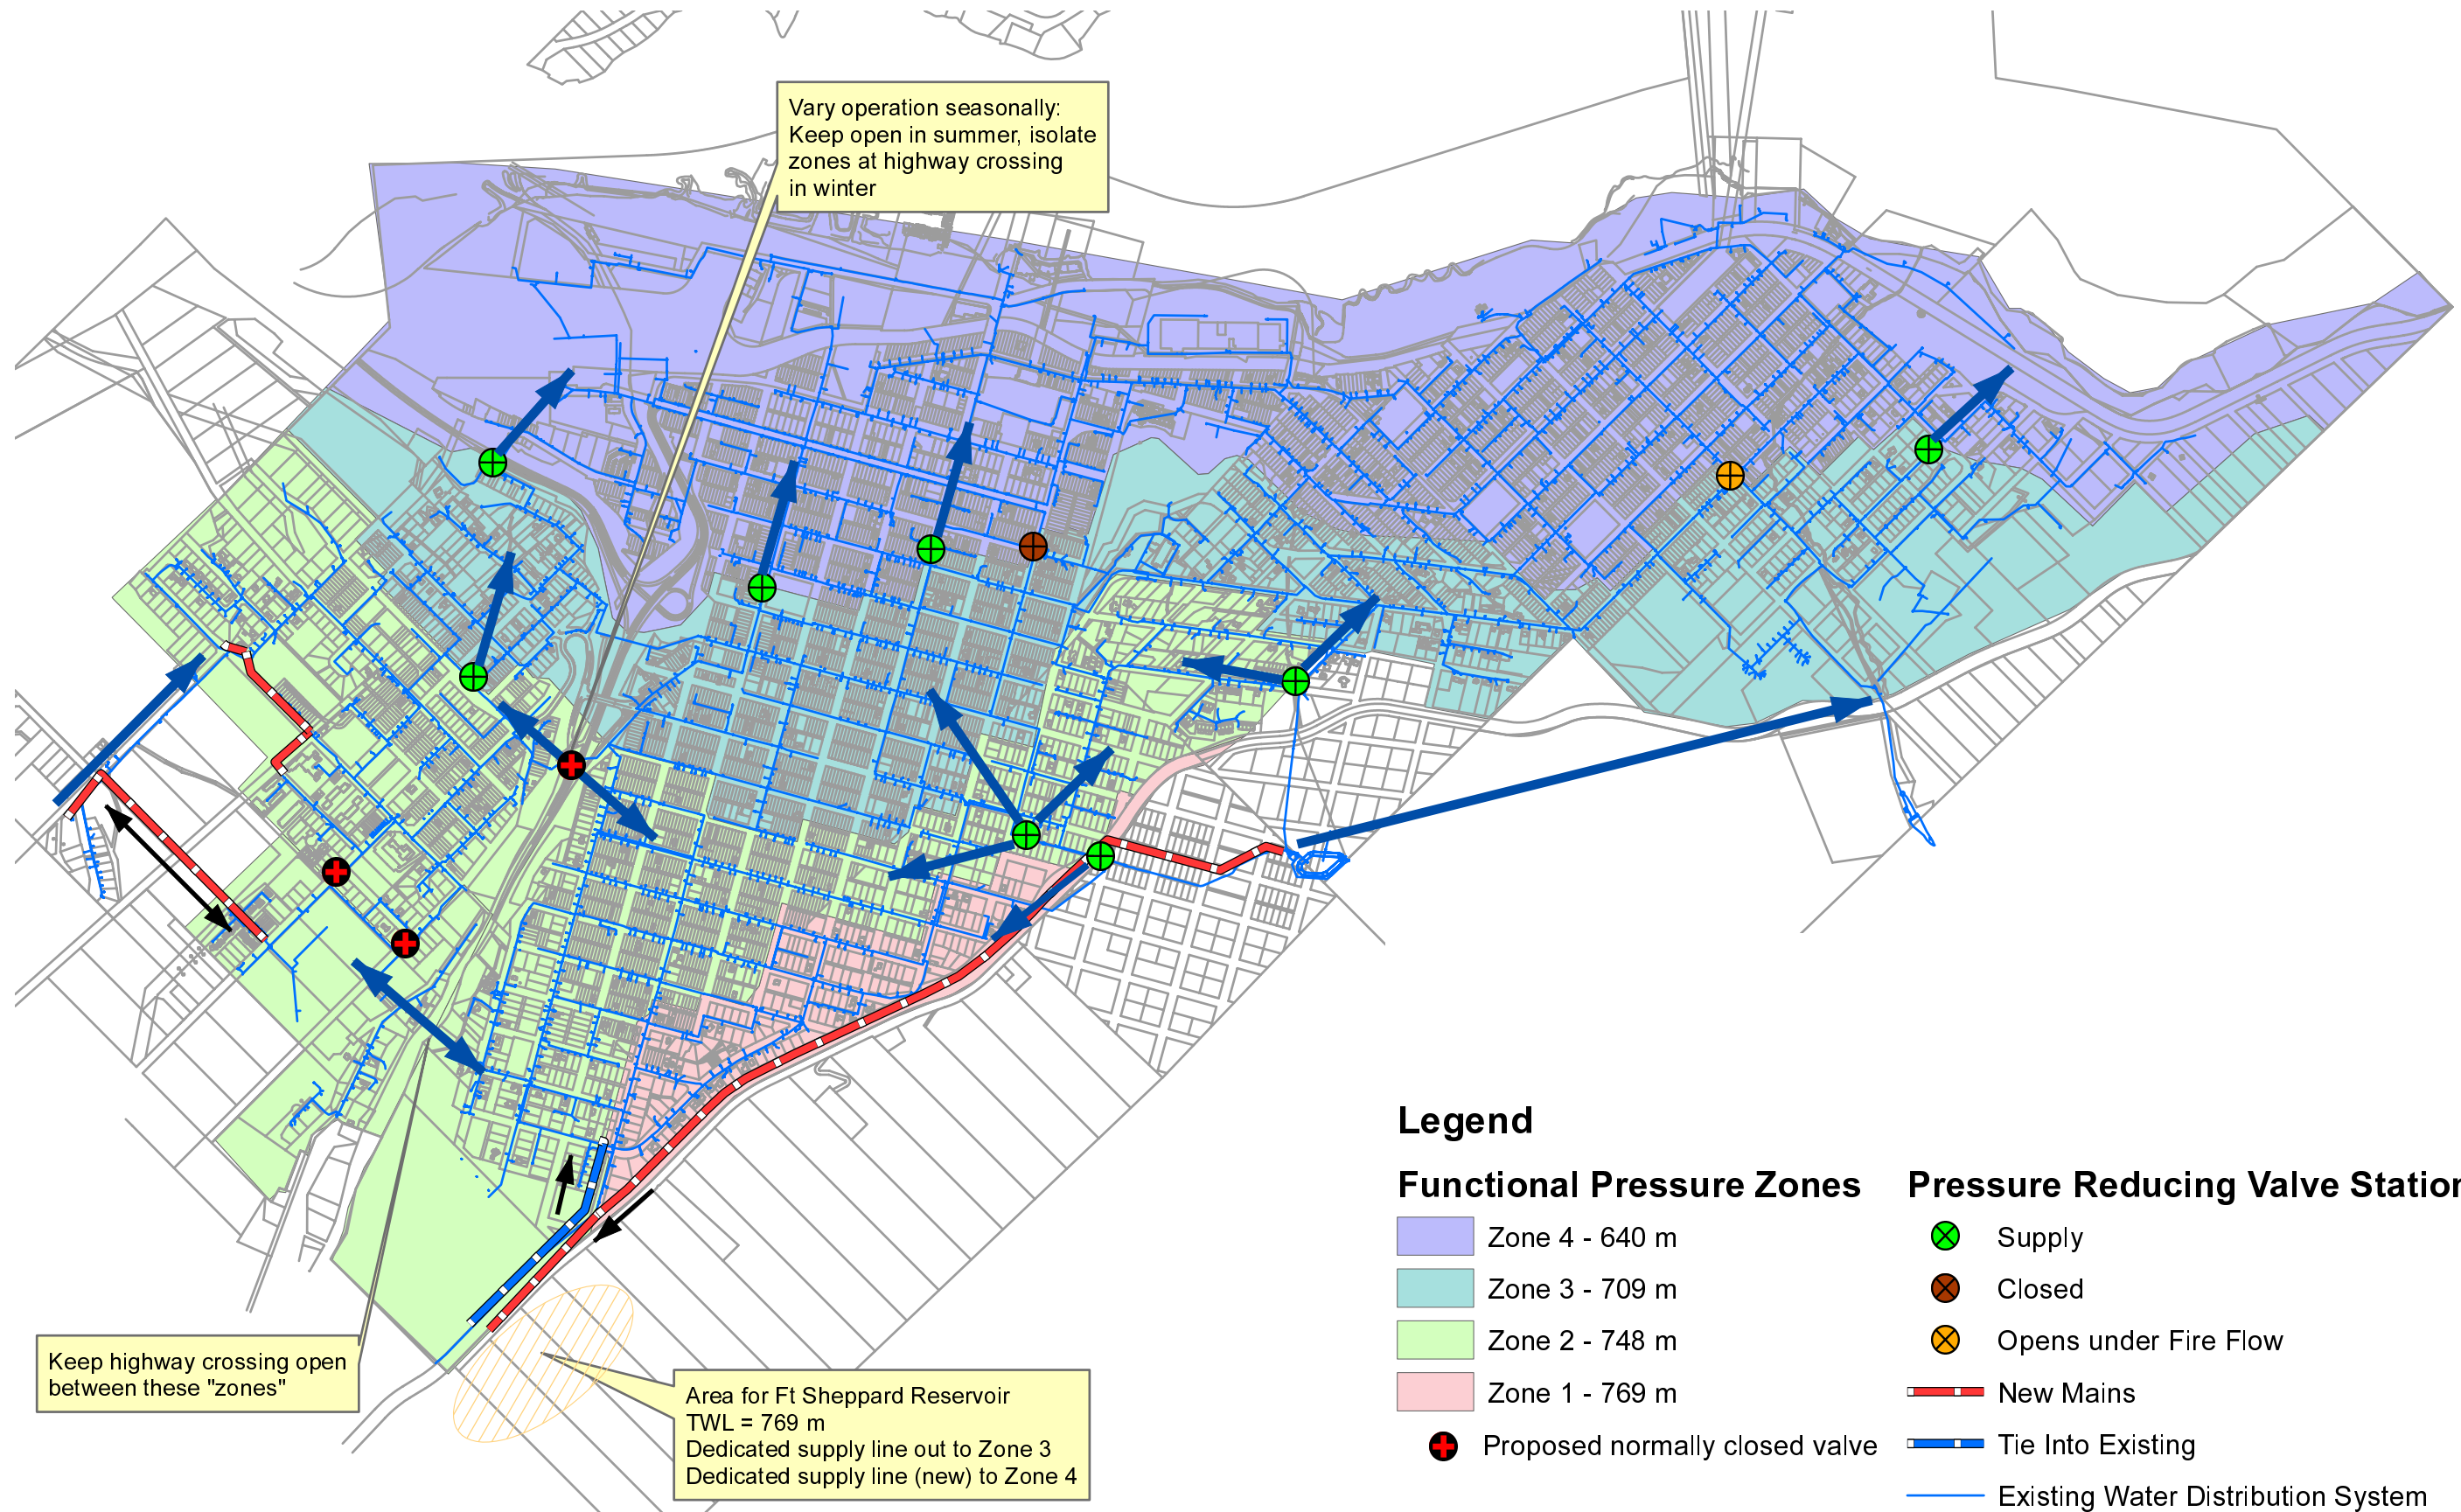 Vary operation seasonally:
Keep open in summer, isolate
zones at highway crossing
in winter
Keep highway crossing open
between these "zones"
Area for Ft Sheppard Reservoir
TWL = 769 m
Dedicated supply line out to Zone 3
Dedicated supply line (new) to Zone 4
Legend
Functional Pressure Zones
Zone 4 - 640 m
Zone 3 - 709 m
Zone 2 - 748 m
Zone 1 - 769 m
Proposed normally closed valve
Pressure Reducing Valve Station
Supply
Closed
Opens under Fire Flow
New Mains
Tie Into Existing
Existing Water Distribution System